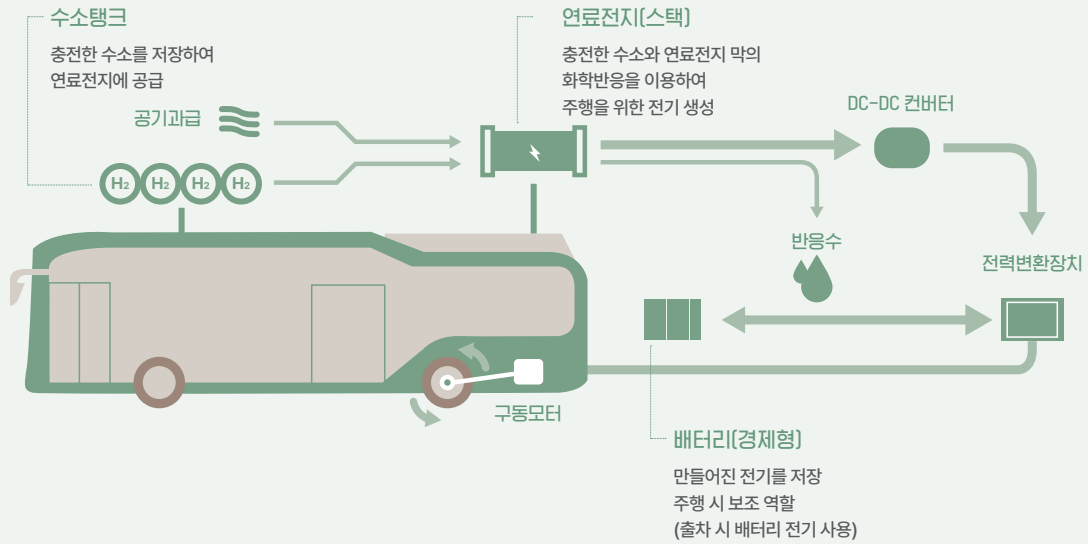 수소탱크
충전한 수소를 저장하여
연료전지에 공급
공기과급
H2 H2 H2 H2
연료전지(스택)
충전한 수소와 연료전지 막의
화학반응을 이용하여
주행을 위한 전기 생성
DC-DC 컨버터
반응수
전력변환장치
구동모터
배터리(경제형)
만들어진 전기를 저장
주행 시 보조 역할
(출차 시 배터리 전기 사용)